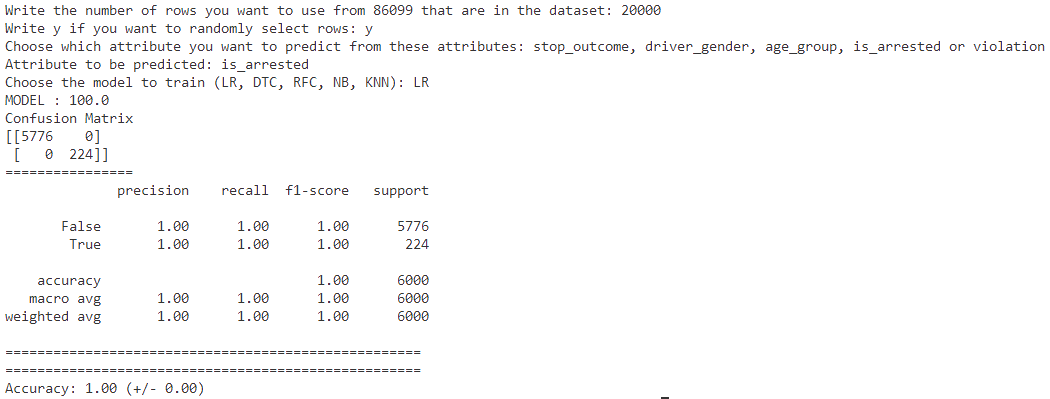 Write the number of rows you want to use from 86099 that are in the dataset: 20000
Write y if you want to randomly select rows: y
Choose which attribute you want to predict from these attributes: stop_outcome, driver_gender, age_group, is_arrested or violation
Attribute to be predicted: is_arrested
Choose the model to train (LR, DTC, RFC, NB, KNN): LR
MODEL : 100.0
Confusion Matrix
[[5776    0]
 [   0  224]]
================
              precision    recall  f1-score   support

       False       1.00      1.00      1.00      5776
        True       1.00      1.00      1.00       224

    accuracy                           1.00      6000
   macro avg       1.00      1.00      1.00      6000
weighted avg       1.00      1.00      1.00      6000

====================================================
====================================================
Accuracy: 1.00 (+/- 0.00)